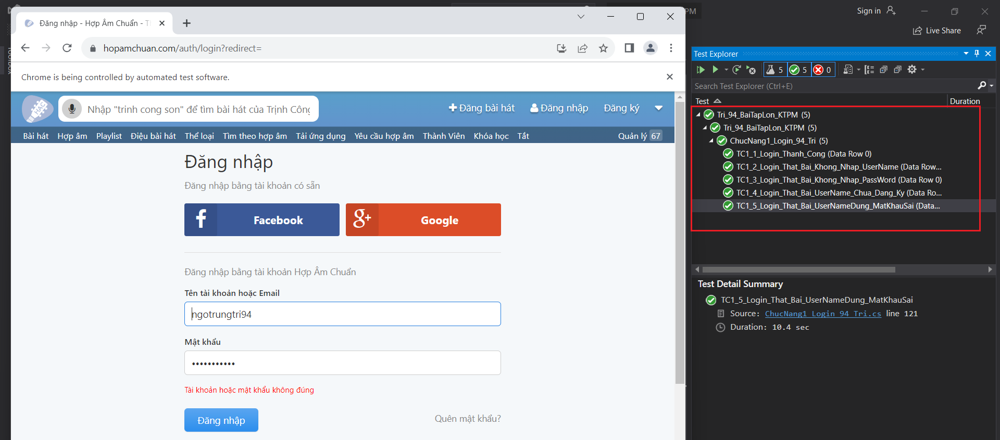 PM
Sign in
Đăng nhập - Hợp Âm Chuẩn - T
Live Share
Toolbox
hopamchuan.com/auth/login?redirect=
Chrome is being controlled by automated test software.
HAC
Nhập "trinh cong son" để tìm bài hát của Trịnh Công
Đăng bài hát
Đăng nhập
Đăng ký
Bài hát
Hợp âm
Playlist
Điệu bài hát
Thể loại
Tìm theo hợp âm
Tải ứng dụng
Yêu cầu hợp âm
Thành Viên
Khóa học
Tắt
Quản lý 67
Đăng nhập
Đăng nhập bằng tài khoản có sẵn
f Facebook
g+ Google
Đăng nhập bằng tài khoản Hợp Âm Chuẩn
Tên tài khoản hoặc Email
ngotrungtri94
Mật khẩu
•••••••••••
Tài khoản hoặc mật khẩu không đúng
Đăng nhập
Quên mật khẩu?
Test Explorer
5 5 0
Search Test Explorer (Ctrl+E)
Test
Duration
Tri_94_BaiTapLon_KTPM (5)
Tri_94_BaiTapLon_KTPM (5)
ChucNang1_Login_94_Tri (5)
TC1_1_Login_Thanh_Cong (Data Row 0)
TC1_2_Login_That_Bai_Khong_Nhap_UserName (Data Row...
TC1_3_Login_That_Bai_Khong_Nhap_PassWord (Data Row 0)
TC1_4_Login_That_Bai_UserName_Chua_Dang_Ky (Data Ro...
TC1_5_Login_That_Bai_UserNameDung_MatKhauSai (Data...
Test Detail Summary
TC1_5_Login_That_Bai_UserNameDung_MatKhauSai
Source: ChucNang1_Login_94_Tri.cs line 121
Duration: 10.4 sec